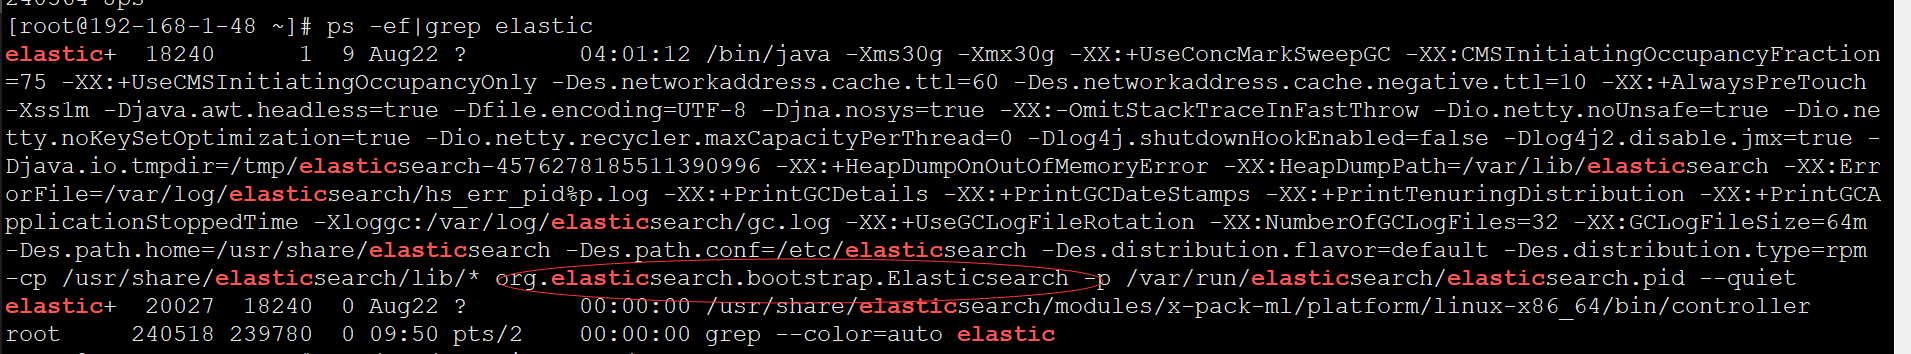 [root@192-168-1-48 ~]# ps -ef|grep elastic
elastic+  18240      1  9 Aug22 ?        04:01:12 /bin/java -Xms30g -Xmx30g -XX:+UseConcMarkSweepGC -XX:CMSInitiatingOccupancyFraction
=75 -XX:+UseCMSInitiatingOccupancyOnly -Des.networkaddress.cache.ttl=60 -Des.networkaddress.cache.negative.ttl=10 -XX:+AlwaysPreTouch
-Xss1m -Djava.awt.headless=true -Dfile.encoding=UTF-8 -Djna.nosys=true -XX:-OmitStackTraceInFastThrow -Dio.netty.noUnsafe=true -Dio.ne
tty.noKeySetOptimization=true -Dio.netty.recycler.maxCapacityPerThread=0 -Dlog4j.shutdownHookEnabled=false -Dlog4j2.disable.jmx=true -
Djava.io.tmpdir=/tmp/elasticsearch-4576278185511390996 -XX:+HeapDumpOnOutOfMemoryError -XX:HeapDumpPath=/var/lib/elasticsearch -XX:Err
orFile=/var/log/elasticsearch/hs_err_pid%p.log -XX:+PrintGCDetails -XX:+PrintGCDateStamps -XX:+PrintTenuringDistribution -XX:+PrintGCA
pplicationStoppedTime -Xloggc:/var/log/elasticsearch/gc.log -XX:+UseGCLogFileRotation -XX:NumberOfGCLogFiles=32 -XX:GCLogFileSize=64m
-Des.path.home=/usr/share/elasticsearch -Des.path.conf=/etc/elasticsearch -Des.distribution.flavor=default -Des.distribution.type=rpm
-cp /usr/share/elasticsearch/lib/* org.elasticsearch.bootstrap.Elasticsearch -p /var/run/elasticsearch/elasticsearch.pid --quiet
elastic+  20027  18240  0 Aug22 ?        00:00:00 /usr/share/elasticsearch/modules/x-pack-ml/platform/linux-x86_64/bin/controller
root     240518 239780  0 09:50 pts/2    00:00:00 grep --color=auto elastic